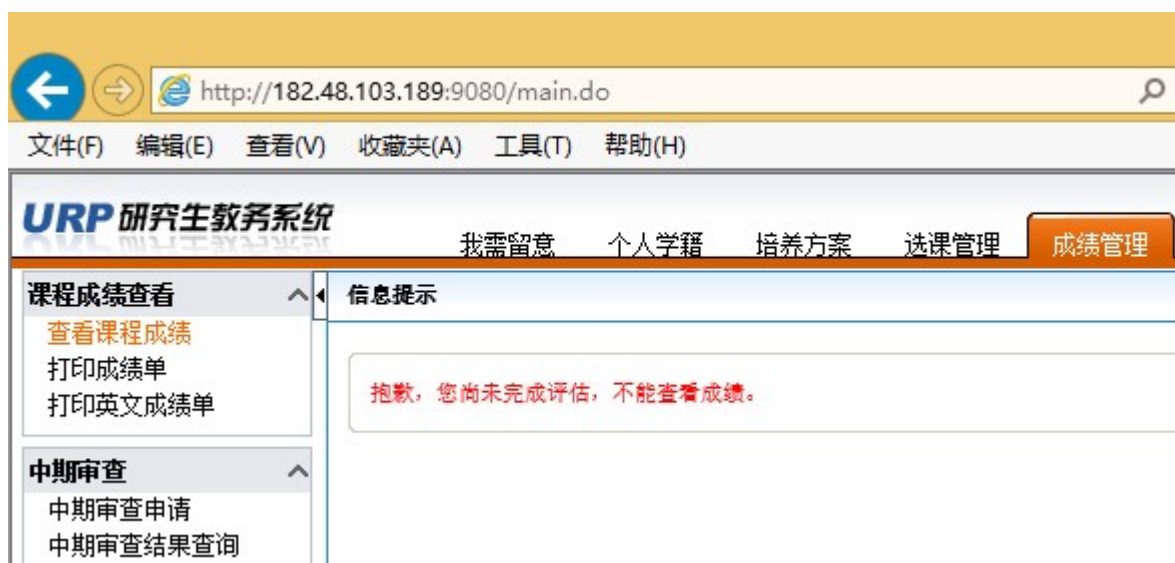 http://182.48.103.189:9080/main.do
文件(F) 编辑(E) 查看(V) 收藏夹(A) 工具(T) 帮助(H)
URP 研究生教务系统
我需留意 个人学籍 培养方案 选课管理 成绩管理
课程成绩查看
查看课程成绩
打印成绩单
打印英文成绩单
中期审查
中期审查申请
中期审查结果查询
信息提示
抱歉，您尚未完成评估，不能查看成绩。